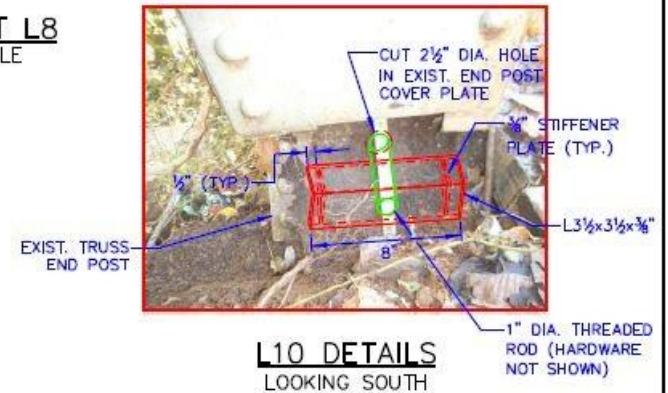 T L8
LE
CUT 2½" DIA. HOLE
IN EXIST. END POST
COVER PLATE
⅜" STIFFENER
PLATE (TYP.)
½" (TYP.)
L3½x3½x⅜"
EXIST. TRUSS
END POST
8"
1" DIA. THREADED
ROD (HARDWARE
NOT SHOWN)
L10 DETAILS
LOOKING SOUTH